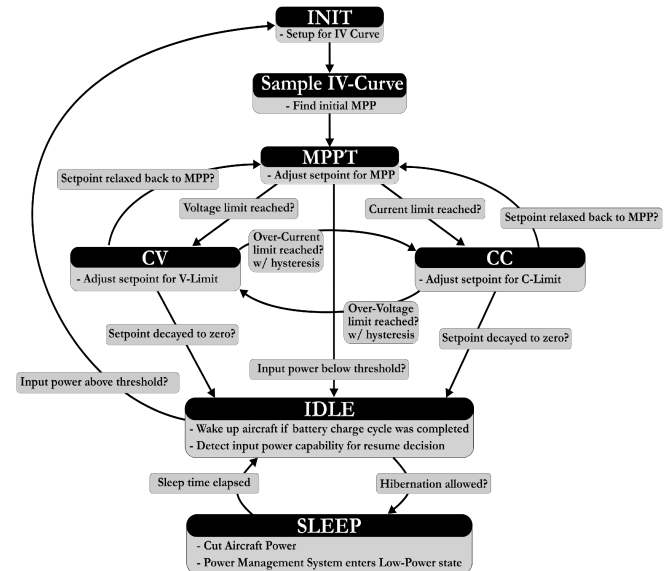 INIT
- Setup for IV Curve
Sample IV-Curve
- Find initial MPP
MPPT
- Adjust setpoint for MPP
Setpoint relaxed back to MPP?
Voltage limit reached?
Current limit reached?
Setpoint relaxed back to MPP?
Over-Current
limit reached?
w/ hysteresis
CV
- Adjust setpoint for V-Limit
CC
- Adjust setpoint for C-Limit
Over-Voltage
limit reached?
w/ hysteresis
Setpoint decayed to zero?
Setpoint decayed to zero?
Input power above threshold?
Input power below threshold?
IDLE
- Wake up aircraft if battery charge cycle was completed
- Detect input power capability for resume decision
Sleep time elapsed
Hibernation allowed?
SLEEP
- Cut Aircraft Power
- Power Management System enters Low-Power state